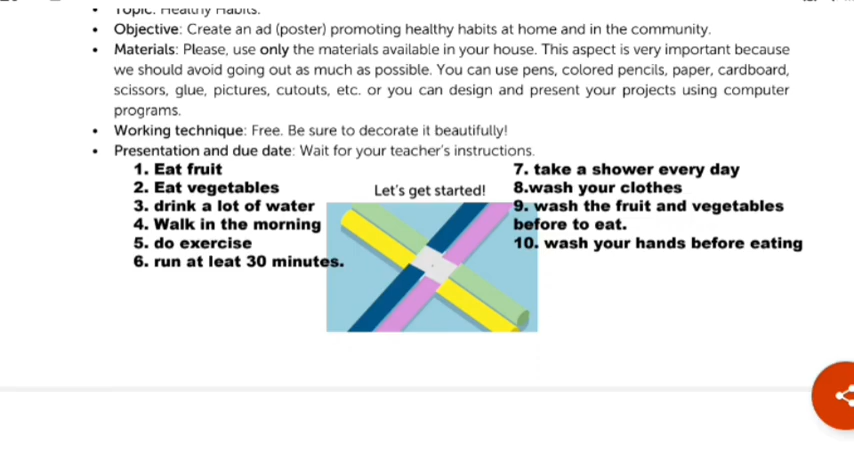 • Topic: Healthy Habits.
• Objective: Create an ad (poster) promoting healthy habits at home and in the community.
• Materials: Please, use only the materials available in your house. This aspect is very important because
we should avoid going out as much as possible. You can use pens, colored pencils, paper, cardboard,
scissors, glue, pictures, cutouts, etc. or you can design and present your projects using computer
programs.
• Working technique: Free. Be sure to decorate it beautifully!
• Presentation and due date: Wait for your teacher's instructions.
1. Eat fruit
2. Eat vegetables
3. drink a lot of water
4. Walk in the morning
5. do exercise
6. run at leat 30 minutes.
Let's get started!
7. take a shower every day
8.wash your clothes
9. wash the fruit and vegetables
before to eat.
10. wash your hands before eating